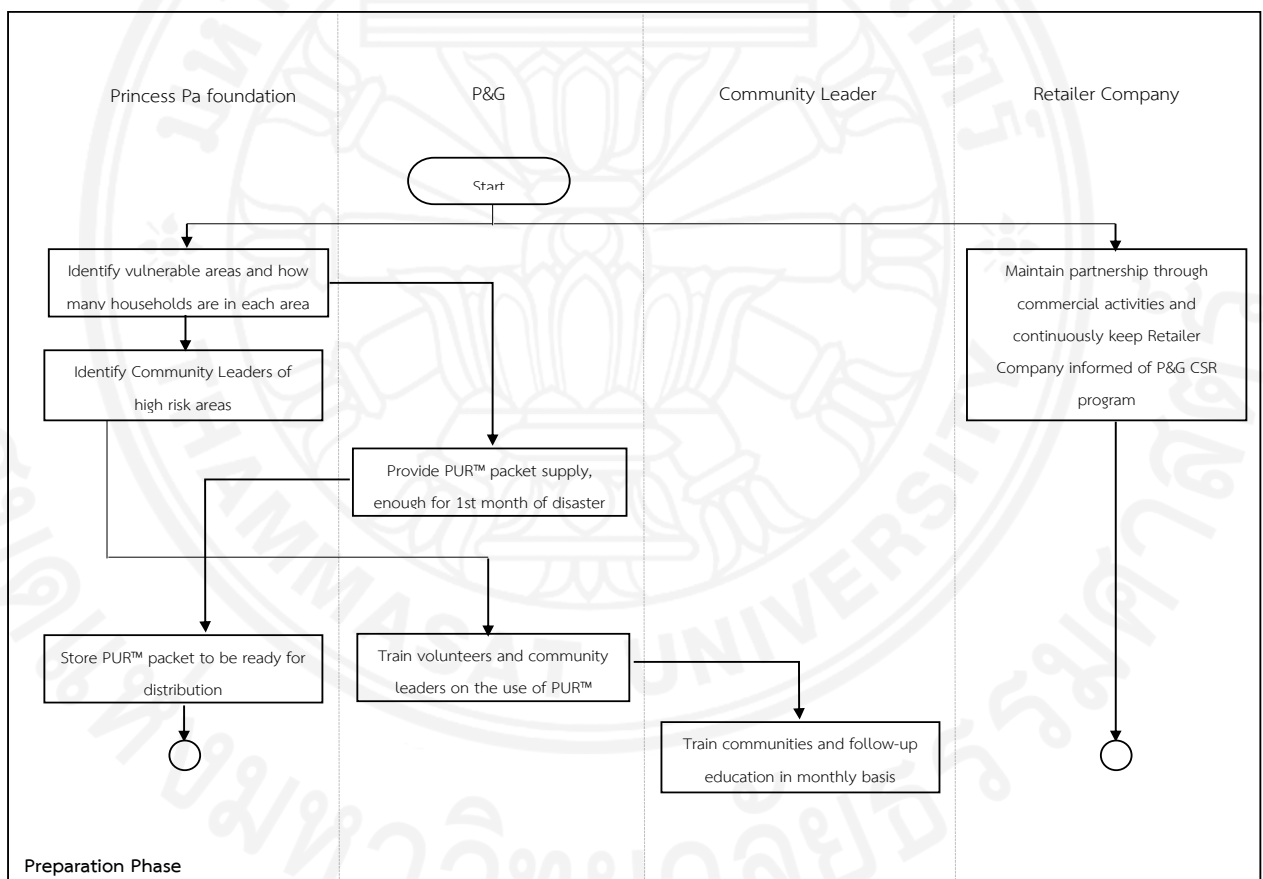 Princess Pa foundation
P&G
Community Leader
Retailer Company
Start
Identify vulnerable areas and how
many households are in each area
Maintain partnership through
commercial activities and
continuously keep Retailer
Company informed of P&G CSR
program
Identify Community Leaders of
high risk areas
Provide PUR™ packet supply,
enough for 1st month of disaster
Store PUR™ packet to be ready for
distribution
Train volunteers and community
leaders on the use of PUR™
Train communities and follow-up
education in monthly basis
Preparation Phase
THAMMASAT UNIVERSITY